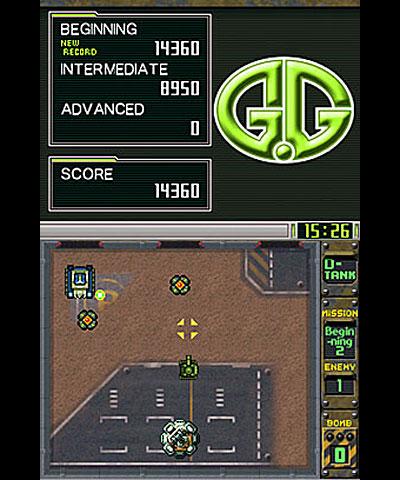 BEGINNING
NEW
RECORD
14360
INTERMEDIATE
8950
ADVANCED
0
G.G
SCORE
14360
15:26
D-
TANK
MISSION
Begin
-ning
2
ENEMY
1
BOMB
0